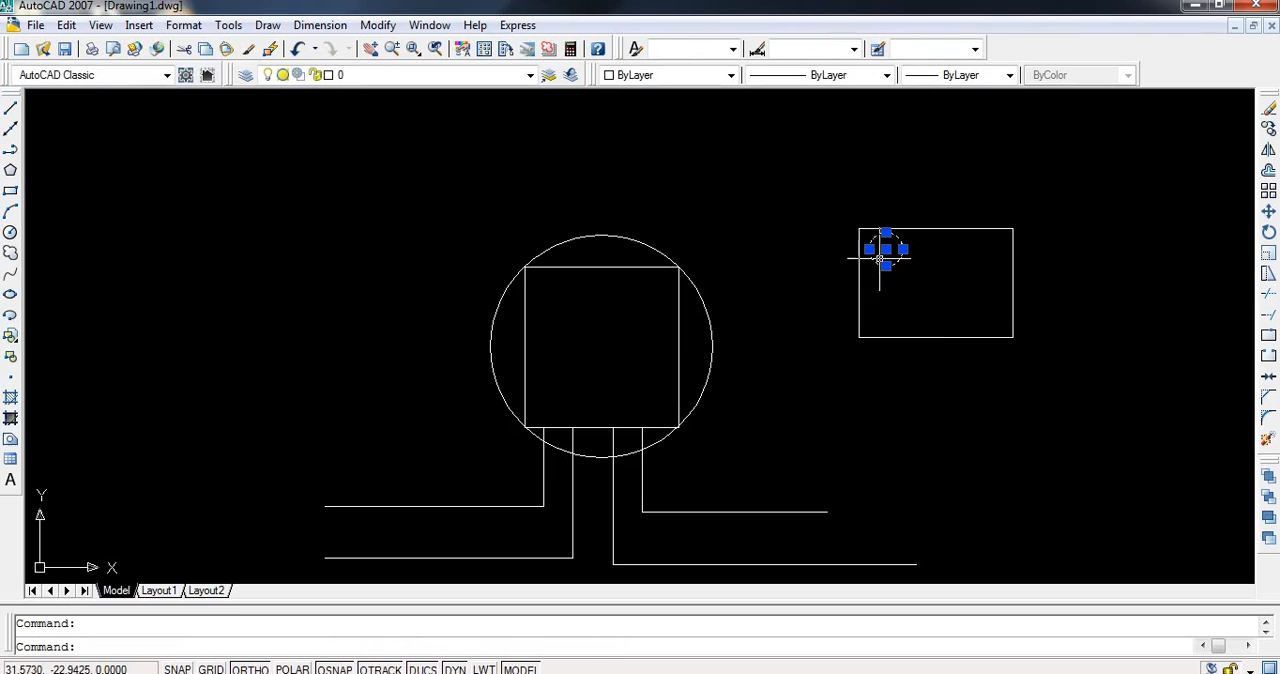 AutoCAD 2007 - [Drawing1.dwg]
File Edit View Insert Format Tools Draw Dimension Modify Window Help Express
AutoCAD Classic 0 ByLayer ByLayer ByLayer ByColor
A
Y
X
Model Layout1 Layout2
Command:
Command:
31.5730, -22.9425, 0.0000 SNAP GRID ORTHO POLAR OSNAP OTRACK DUCS DYN LWT MODEL